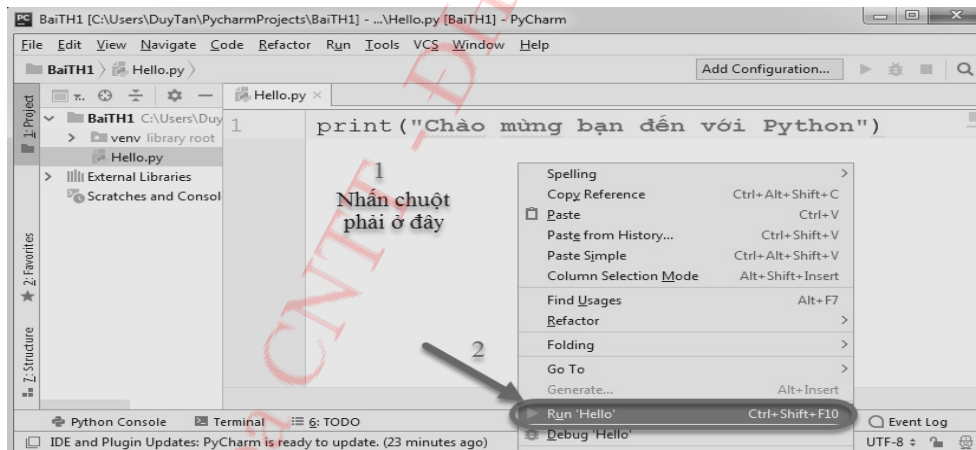 BaiTH1 [C:\Users\DuyTan\PycharmProjects\BaiTH1] - ...\Hello.py [BaiTH1] - PyCharm
File Edit View Navigate Code Refactor Run Tools VCS Window Help
BaiTH1 Hello.py Add Configuration...
1: Project
Hello.py
BaiTH1 C:\Users\Duy
venv library root
Hello.py
External Libraries
Scratches and Consol
1 print("Chào mừng bạn đến với Python")
1
Nhấn chuột
phải ở đây
2
Spelling
Copy Reference Ctrl+Alt+Shift+C
Paste Ctrl+V
Paste from History... Ctrl+Shift+V
Paste Simple Ctrl+Alt+Shift+V
Column Selection Mode Alt+Shift+Insert
Find Usages Alt+F7
Refactor
Folding
Go To
Generate... Alt+Insert
Run 'Hello' Ctrl+Shift+F10
Debug 'Hello'
2: Favorites
7: Structure
Python Console Terminal 6: TODO Event Log
IDE and Plugin Updates: PyCharm is ready to update. (23 minutes ago) UTF-8
CNTT